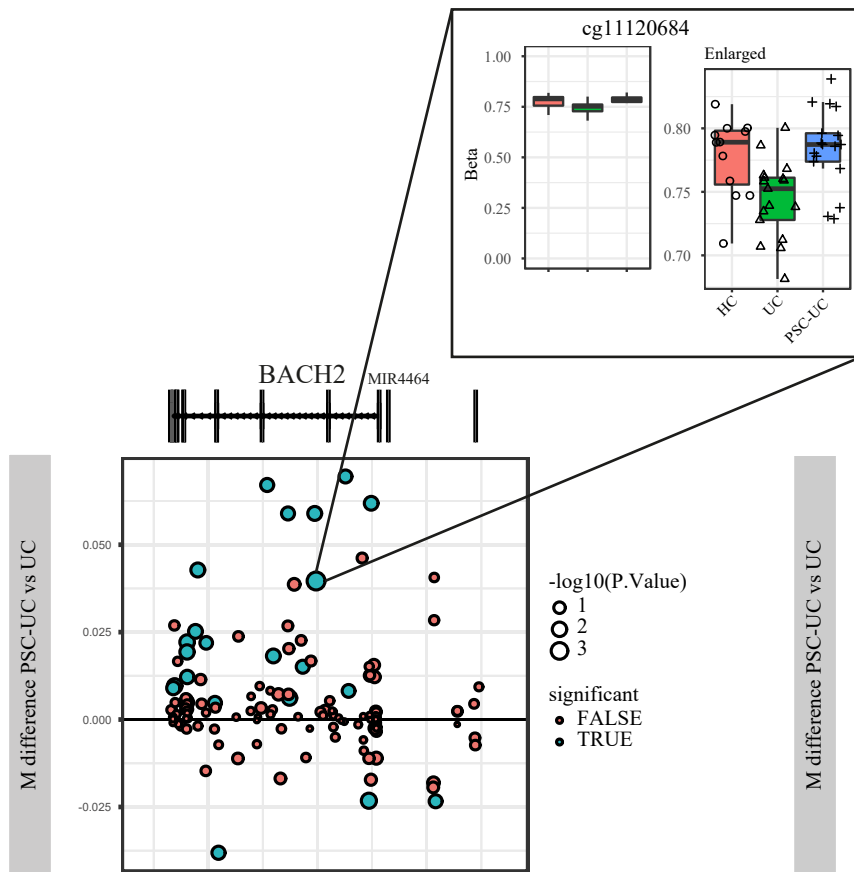 cg11120684
Enlarged
1.00
0.75
0.50
0.25
0.00
Beta
0.80
0.75
0.70
HC
UC
PSC-UC
BACH2
MIR4464
M difference PSC-UC vs UC
0.050
0.025
0.000
-0.025
-log10(P.Value)
1
2
3
significant
FALSE
TRUE
M difference PSC-UC vs UC